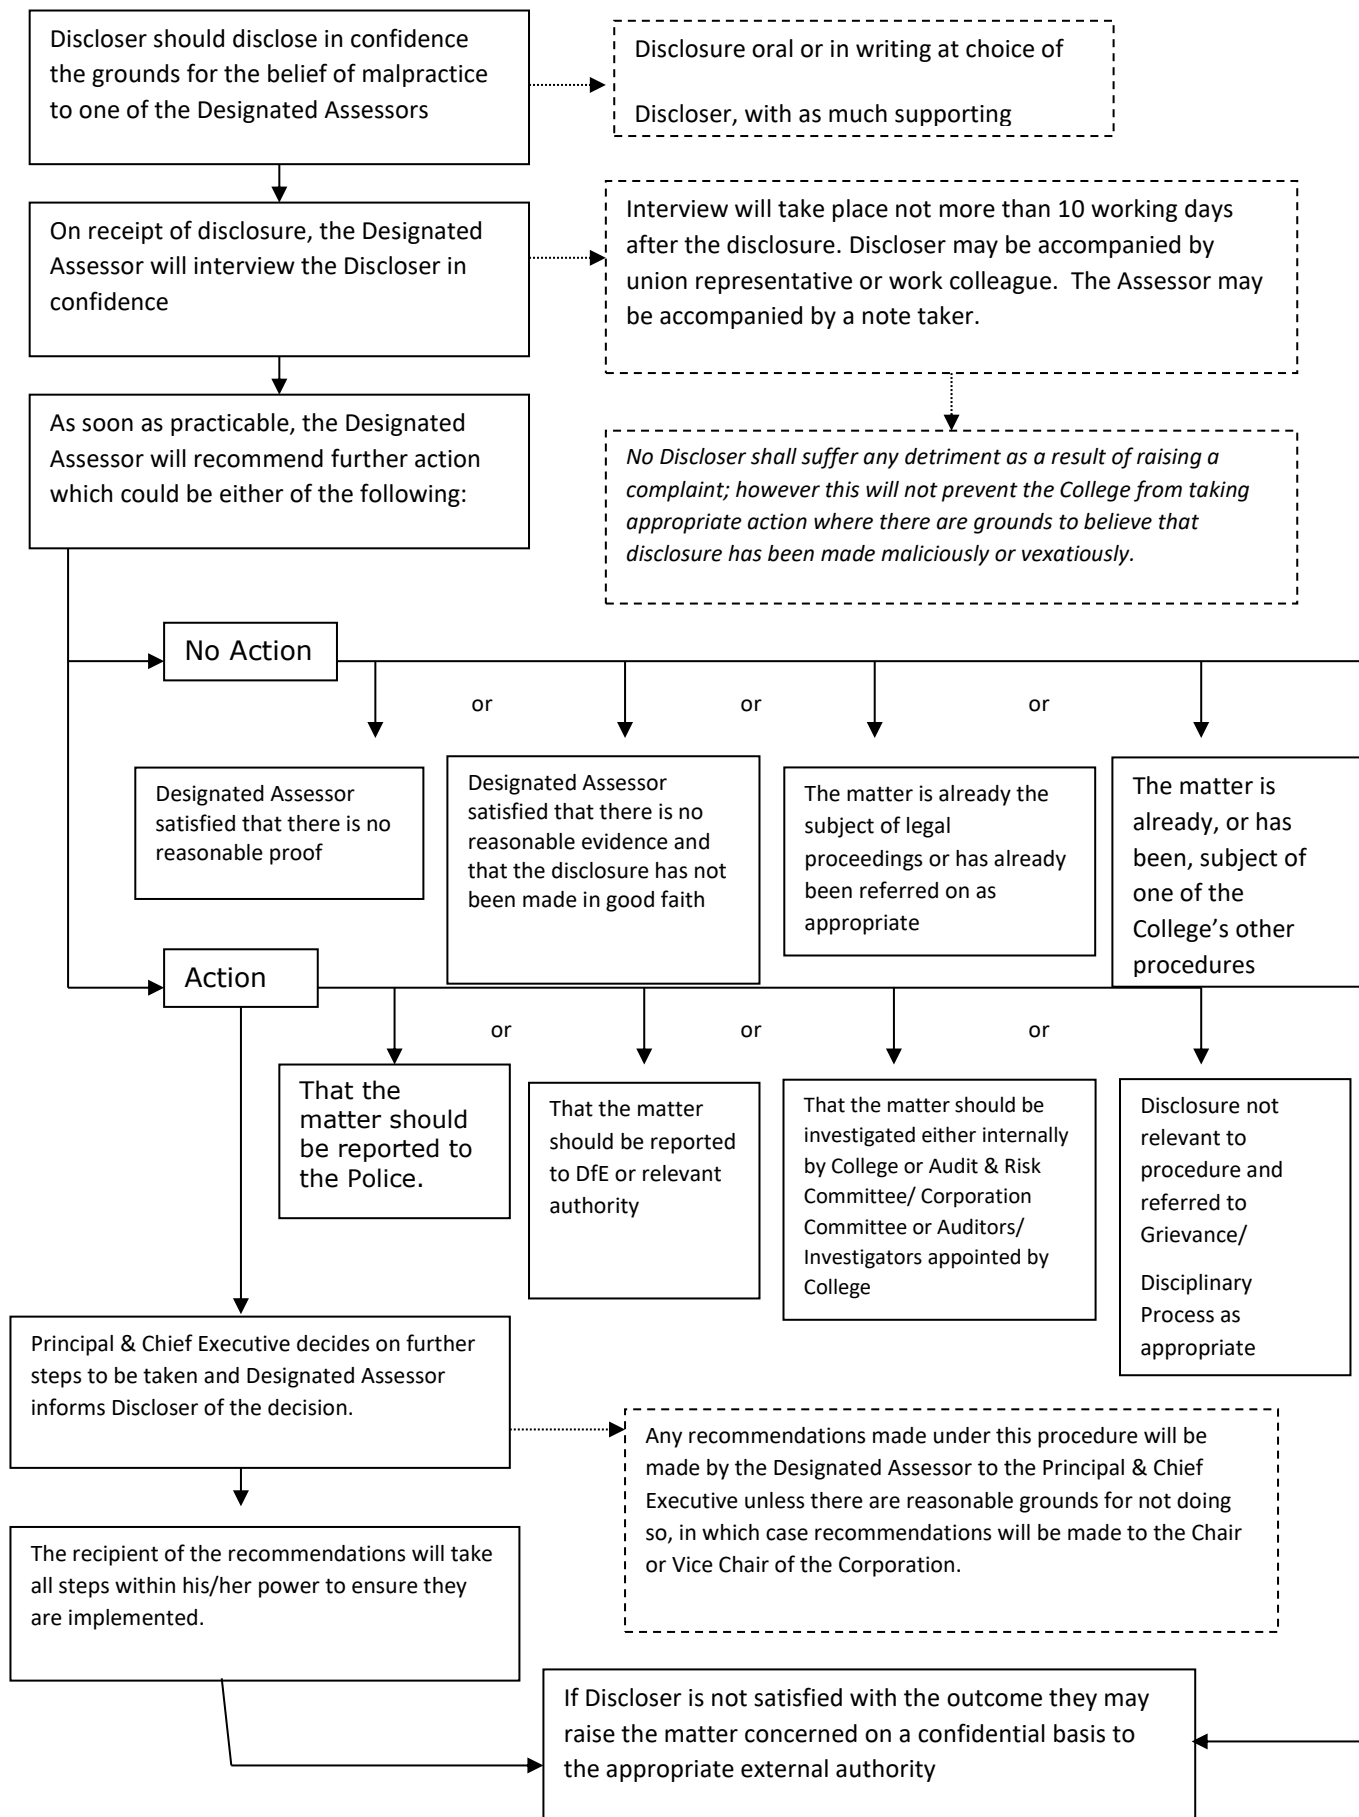 Discloser should disclose in confidence
the grounds for the belief of malpractice
to one of the Designated Assessors
Disclosure oral or in writing at choice of
Discloser, with as much supporting
On receipt of disclosure, the Designated
Assessor will interview the Discloser in
confidence
Interview will take place not more than 10 working days
after the disclosure. Discloser may be accompanied by
union representative or work colleague.  The Assessor may
be accompanied by a note taker.
As soon as practicable, the Designated
Assessor will recommend further action
which could be either of the following:
No Discloser shall suffer any detriment as a result of raising a
complaint; however this will not prevent the College from taking
appropriate action where there are grounds to believe that
disclosure has been made maliciously or vexatiously.
No Action
or
or
or
Designated Assessor
satisfied that there is no
reasonable proof
Designated Assessor
satisfied that there is no
reasonable evidence and
that the disclosure has not
been made in good faith
The matter is already the
subject of legal
proceedings or has already
been referred on as
appropriate
The matter is
already, or has
been, subject of
one of the
College’s other
procedures
Action
or
or
or
That the
matter should
be reported to
the Police.
That the matter
should be reported
to DfE or relevant
authority
That the matter should be
investigated either internally
by College or Audit & Risk
Committee/ Corporation
Committee or Auditors/
Investigators appointed by
College
Disclosure not
relevant to
procedure and
referred to
Grievance/
Disciplinary
Process as
appropriate
Principal & Chief Executive decides on further
steps to be taken and Designated Assessor
informs Discloser of the decision.
Any recommendations made under this procedure will be
made by the Designated Assessor to the Principal & Chief
Executive unless there are reasonable grounds for not doing
so, in which case recommendations will be made to the Chair
or Vice Chair of the Corporation.
The recipient of the recommendations will take
all steps within his/her power to ensure they
are implemented.
If Discloser is not satisfied with the outcome they may
raise the matter concerned on a confidential basis to
the appropriate external authority